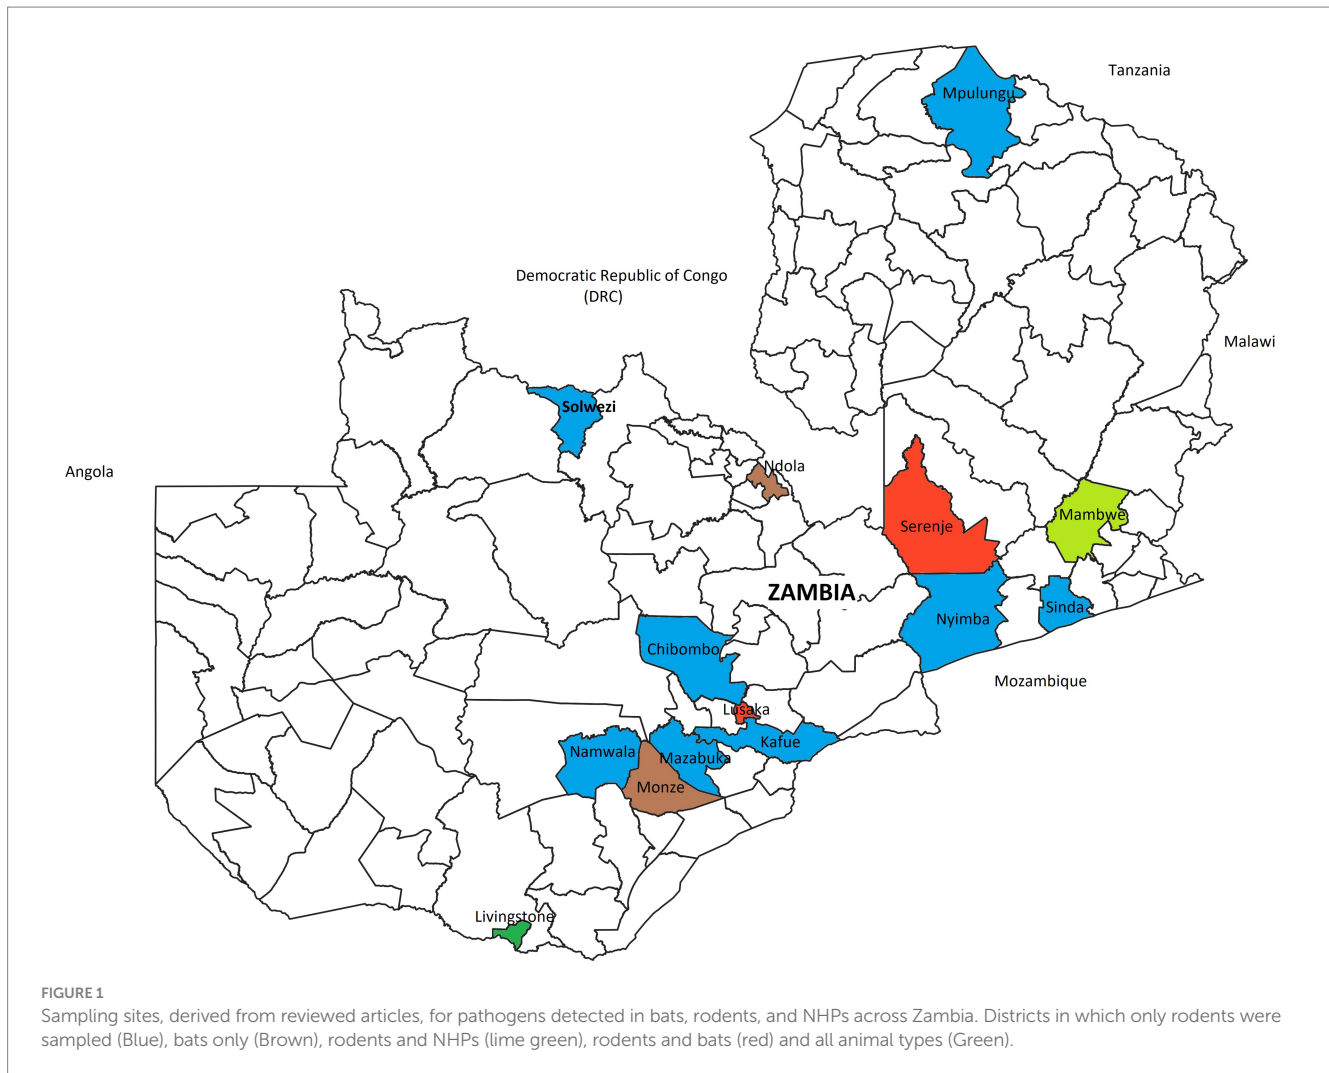 Tanzania
Mpulungu
Democratic Republic of Congo
(DRC)
Malawi
Solwezi
Angola
Ndola
Mambwe
Serenje
ZAMBIA
Sinda
Nyimba
Chibombo
Mozambique
Lusaka
Kafue
Namwala
Mazabuka
Monze
Livingstone
FIGURE 1
Sampling sites, derived from reviewed articles, for pathogens detected in bats, rodents, and NHPs across Zambia. Districts in which only rodents were
sampled (Blue), bats only (Brown), rodents and NHPs (lime green), rodents and bats (red) and all animal types (Green).